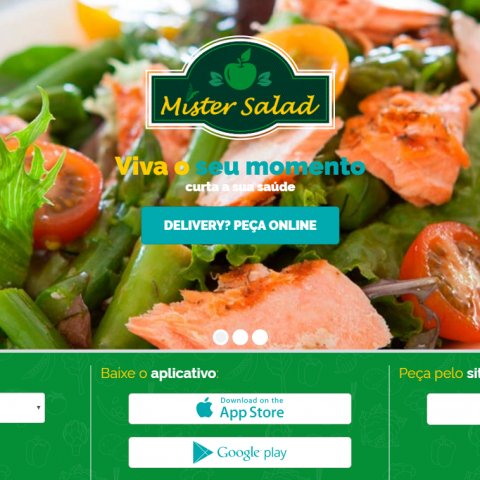 Mister Salad
Viva o seu momento
curta a sua saúde
DELIVERY? PEÇA ONLINE
Baixe o aplicativo:
Download on the
App Store
Google play
Peça pelo sit